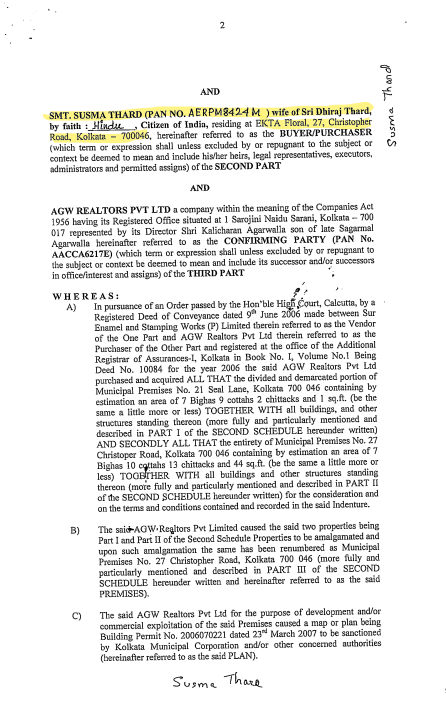 2
AND
SMT. SUSMA THARD (PAN NO. AERPM8424M ) wife of Sri Dhiraj Thard,
by faith : Hindu , Citizen of India, residing at EKTA Floral, 27, Christopher
Road, Kolkata – 700046, hereinafter referred to as the BUYER/PURCHASER
(which term or expression shall unless excluded by or repugnant to the subject or
context be deemed to mean and include his/her heirs, legal representatives, executors,
administrators and permitted assigns) of the SECOND PART
Susma Thard
AND
AGW REALTORS PVT LTD a company within the meaning of the Companies Act
1956 having its Registered Office situated at 1 Sarojini Naidu Sarani, Kolkata – 700
017 represented by its Director Shri Kalicharan Agarwalla son of late Sagarmal
Agarwalla hereinafter referred to as the CONFIRMING PARTY (PAN No.
AACCA6217E) (which term or expression shall unless excluded by or repugnant to
the subject or context be deemed to mean and include its successor and/or successors
in office/interest and assigns) of the THIRD PART
WHEREAS:
A) In pursuance of an Order passed by the Hon'ble High Court, Calcutta, by a
Registered Deed of Conveyance dated 9th June 2006 made between Sur
Enamel and Stamping Works (P) Limited therein referred to as the Vendor
of the One Part and AGW Realtors Pvt Ltd therein referred to as the
Purchaser of the Other Part and registered at the office of the Additional
Registrar of Assurances-I, Kolkata in Book No. I, Volume No.1 Being
Deed No. 10084 for the year 2006 the said AGW Realtors Pvt Ltd
purchased and acquired ALL THAT the divided and demarcated portion of
Municipal Premises No. 21 Seal Lane, Kolkata 700 046 containing by
estimation an area of 7 Bighas 9 cottahs 2 chittacks and 1 sq.ft. (be the
same a little more or less) TOGETHER WITH all buildings, and other
structures standing thereon (more fully and particularly mentioned and
described in PART I of the SECOND SCHEDULE hereunder written)
AND SECONDLY ALL THAT the entirety of Municipal Premises No. 27
Christoper Road, Kolkata 700 046 containing by estimation an area of 7
Bighas 10 cottahs 13 chittacks and 44 sq.ft. (be the same a little more or
less) TOGETHER WITH all buildings and other structures standing
thereon (more fully and particularly mentioned and described in PART II
of the SECOND SCHEDULE hereunder written) for the consideration and
on the terms and conditions contained and recorded in the said Indenture.
B) The said AGW Realtors Pvt Limited caused the said two properties being
Part I and Part II of the Second Schedule Properties to be amalgamated and
upon such amalgamation the same has been renumbered as Municipal
Premises No. 27 Christopher Road, Kolkata 700 046 (more fully and
particularly mentioned and described in PART III of the SECOND
SCHEDULE hereunder written and hereinafter referred to as the said
PREMISES).
C) The said AGW Realtors Pvt Ltd for the purpose of development and/or
commercial exploitation of the said Premises caused a map or plan being
Building Permit No. 2006070221 dated 23rd March 2007 to be sanctioned
by Kolkata Municipal Corporation and/or other concerned authorities
(hereinafter referred to as the said PLAN).
Susma Thard